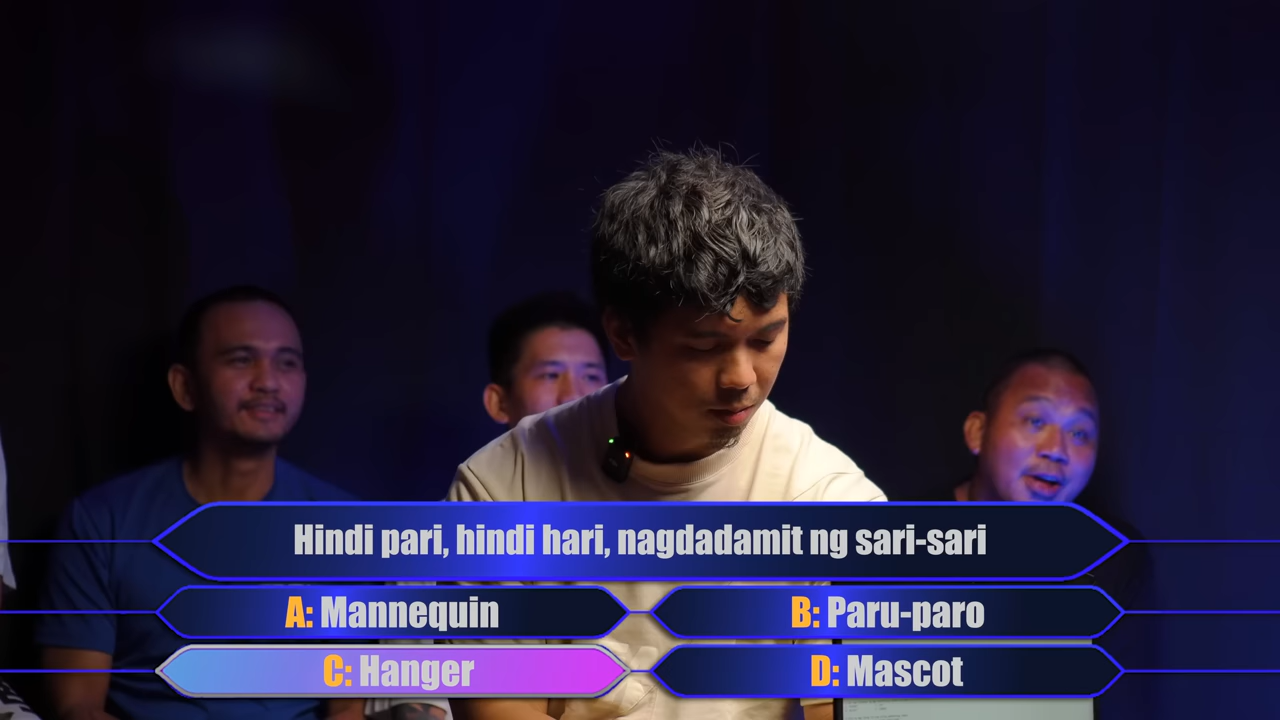 Hindi pari, hindi hari, nagdadamit ng sari-sari
A: Mannequin
B: Paru-paro
C: Hanger
D: Mascot